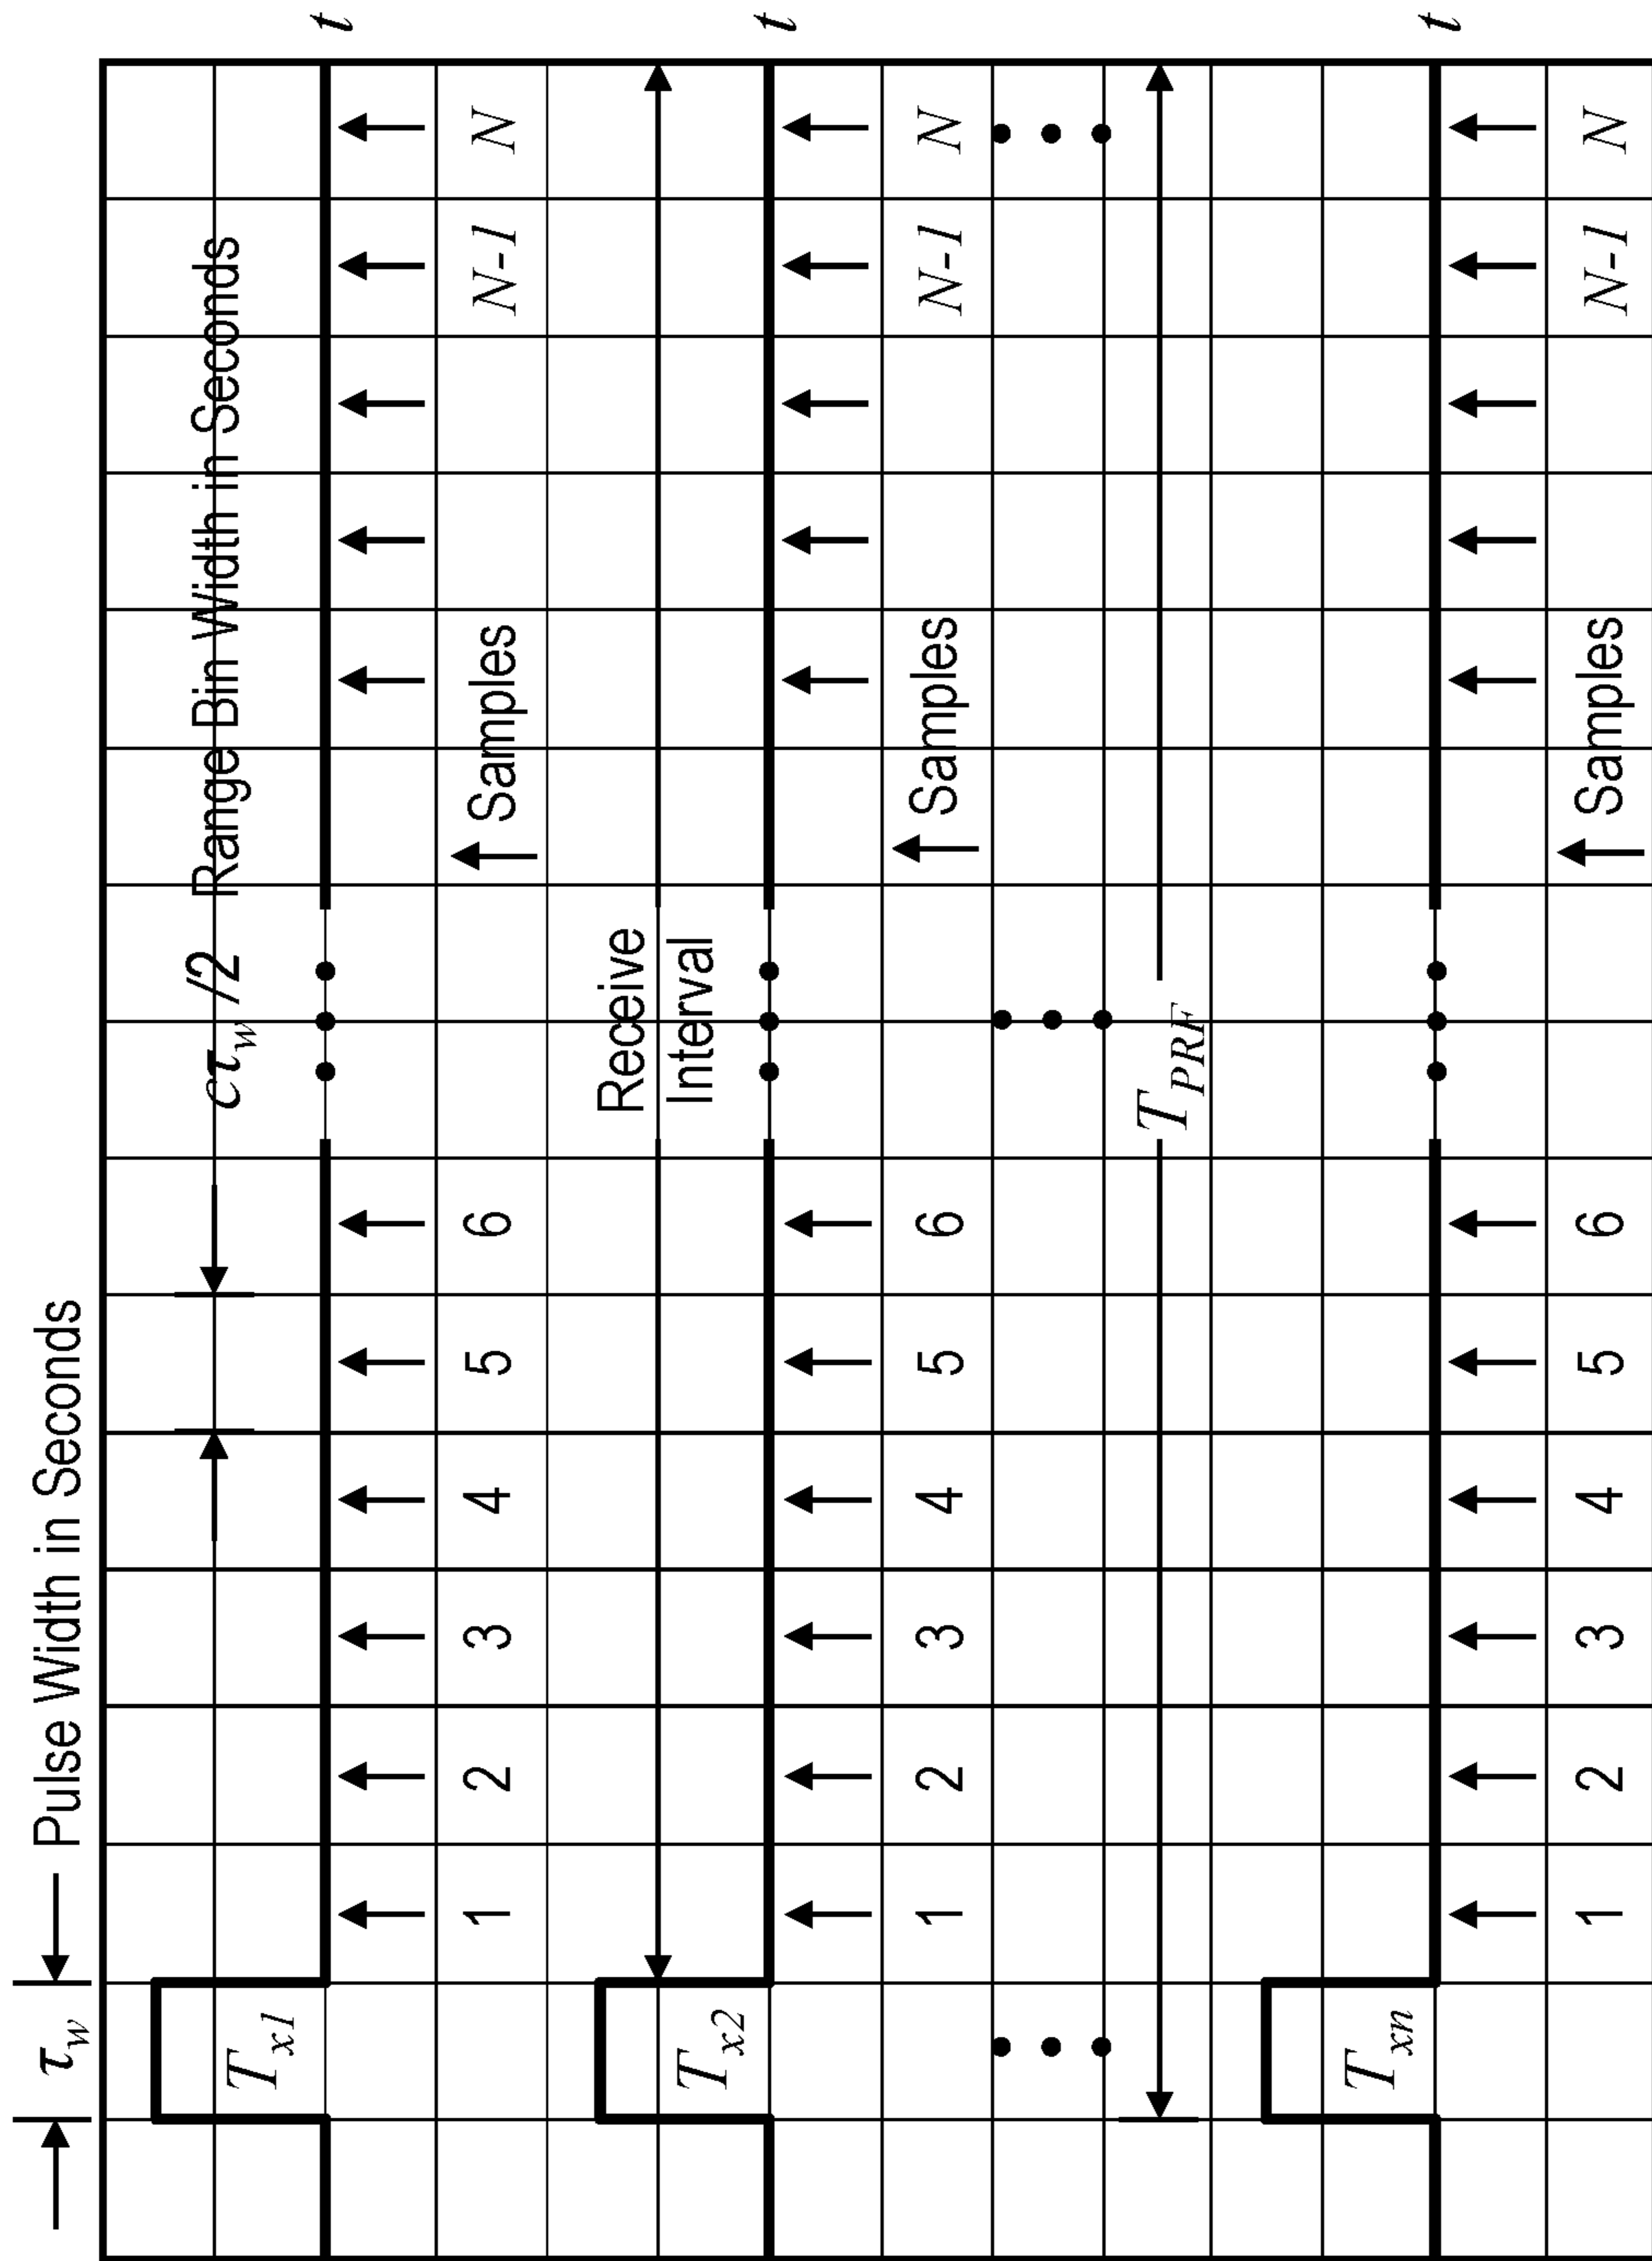 τw Pulse Width in Seconds
cτw/2 Range Bin Width in Seconds
Tx1 t
1 2 3 4 5 6 N-1 N
Samples
Receive
Interval
Tx2 t
1 2 3 4 5 6 N-1 N
Samples
TPRF
Txn t
1 2 3 4 5 6 N-1 N
Samples